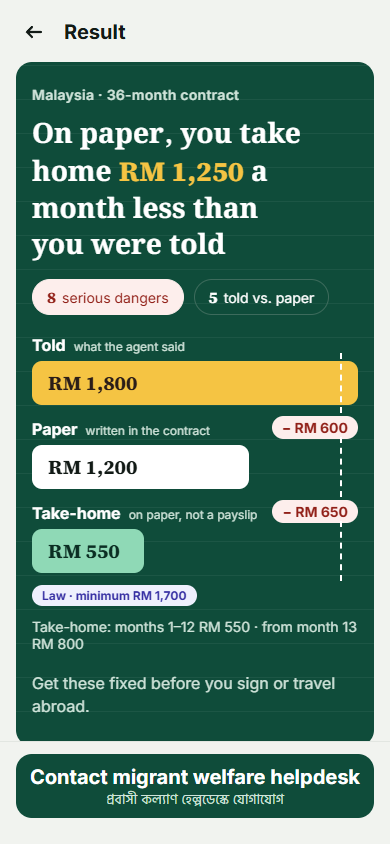 Result
Malaysia · 36-month contract
On paper, you take
home RM 1,250 a
month less than
you were told
8 serious dangers
5 told vs. paper
Told what the agent said
RM 1,800
Paper written in the contract
− RM 600
RM 1,200
Take-home on paper, not a payslip
− RM 650
RM 550
Law · minimum RM 1,700
Take-home: months 1–12 RM 550 · from month 13
RM 800
Get these fixed before you sign or travel
abroad.
Contact migrant welfare helpdesk
প্রবাসী কল্যাণ হেল্পডেস্কে যোগাযোগ